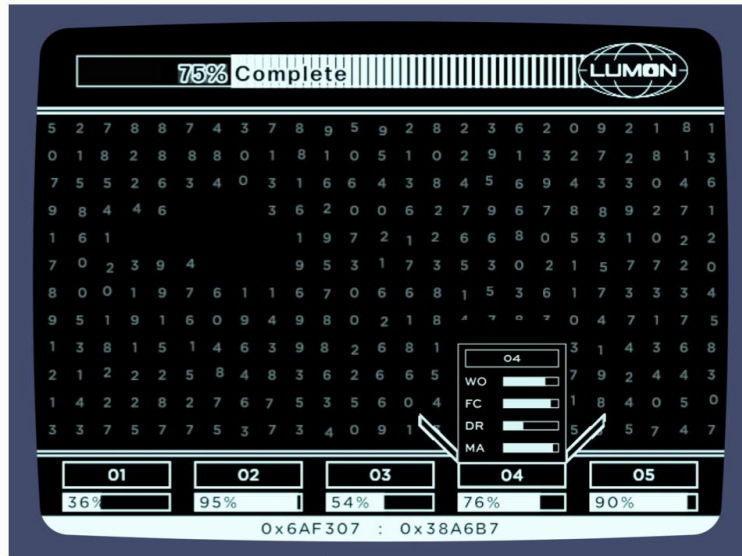 75% Complete
LUMON
5 2 7 8 8 7 4 3 7 8 9 5 9 2 8 2 3 6 2 0 9 2 1 8 1
0 1 8 2 8 8 8 0 1 8 1 0 5 1 0 2 9 1 3 2 7 2 8 1 3
7 5 5 2 6 3 4 0 3 1 6 6 4 3 8 4 5 6 9 4 3 3 0 4 6
9 8 4 4 6 3 6 2 0 0 6 2 7 9 6 7 8 8 9 2 7 1
1 6 1 1 9 7 2 1 2 6 6 8 0 5 3 1 0 2 2
7 0 2 3 9 4 9 5 3 1 7 3 5 3 0 2 1 5 7 7 2 0
8 0 0 1 9 7 6 1 1 6 7 0 6 6 8 1 5 3 6 1 7 3 3 3 4
9 5 1 9 1 6 0 9 4 9 8 0 2 1 8 0 4 7 1 7 5
1 3 8 1 5 1 4 6 3 9 8 2 6 8 1 3 1 4 3 6 8
04
2 1 2 2 2 5 8 4 8 3 6 2 6 6 5 7 9 2 4 4 3
WO
1 4 2 2 8 2 7 6 7 5 3 5 6 0 4 1 8 4 0 5 0
FC
3 3 7 5 7 7 5 3 7 3 4 0 9 1 5 5 7 4 7
DR
MA
01 02 03 04 05
36% 95% 54% 76% 90%
0x6AF307 : 0x38A6B7